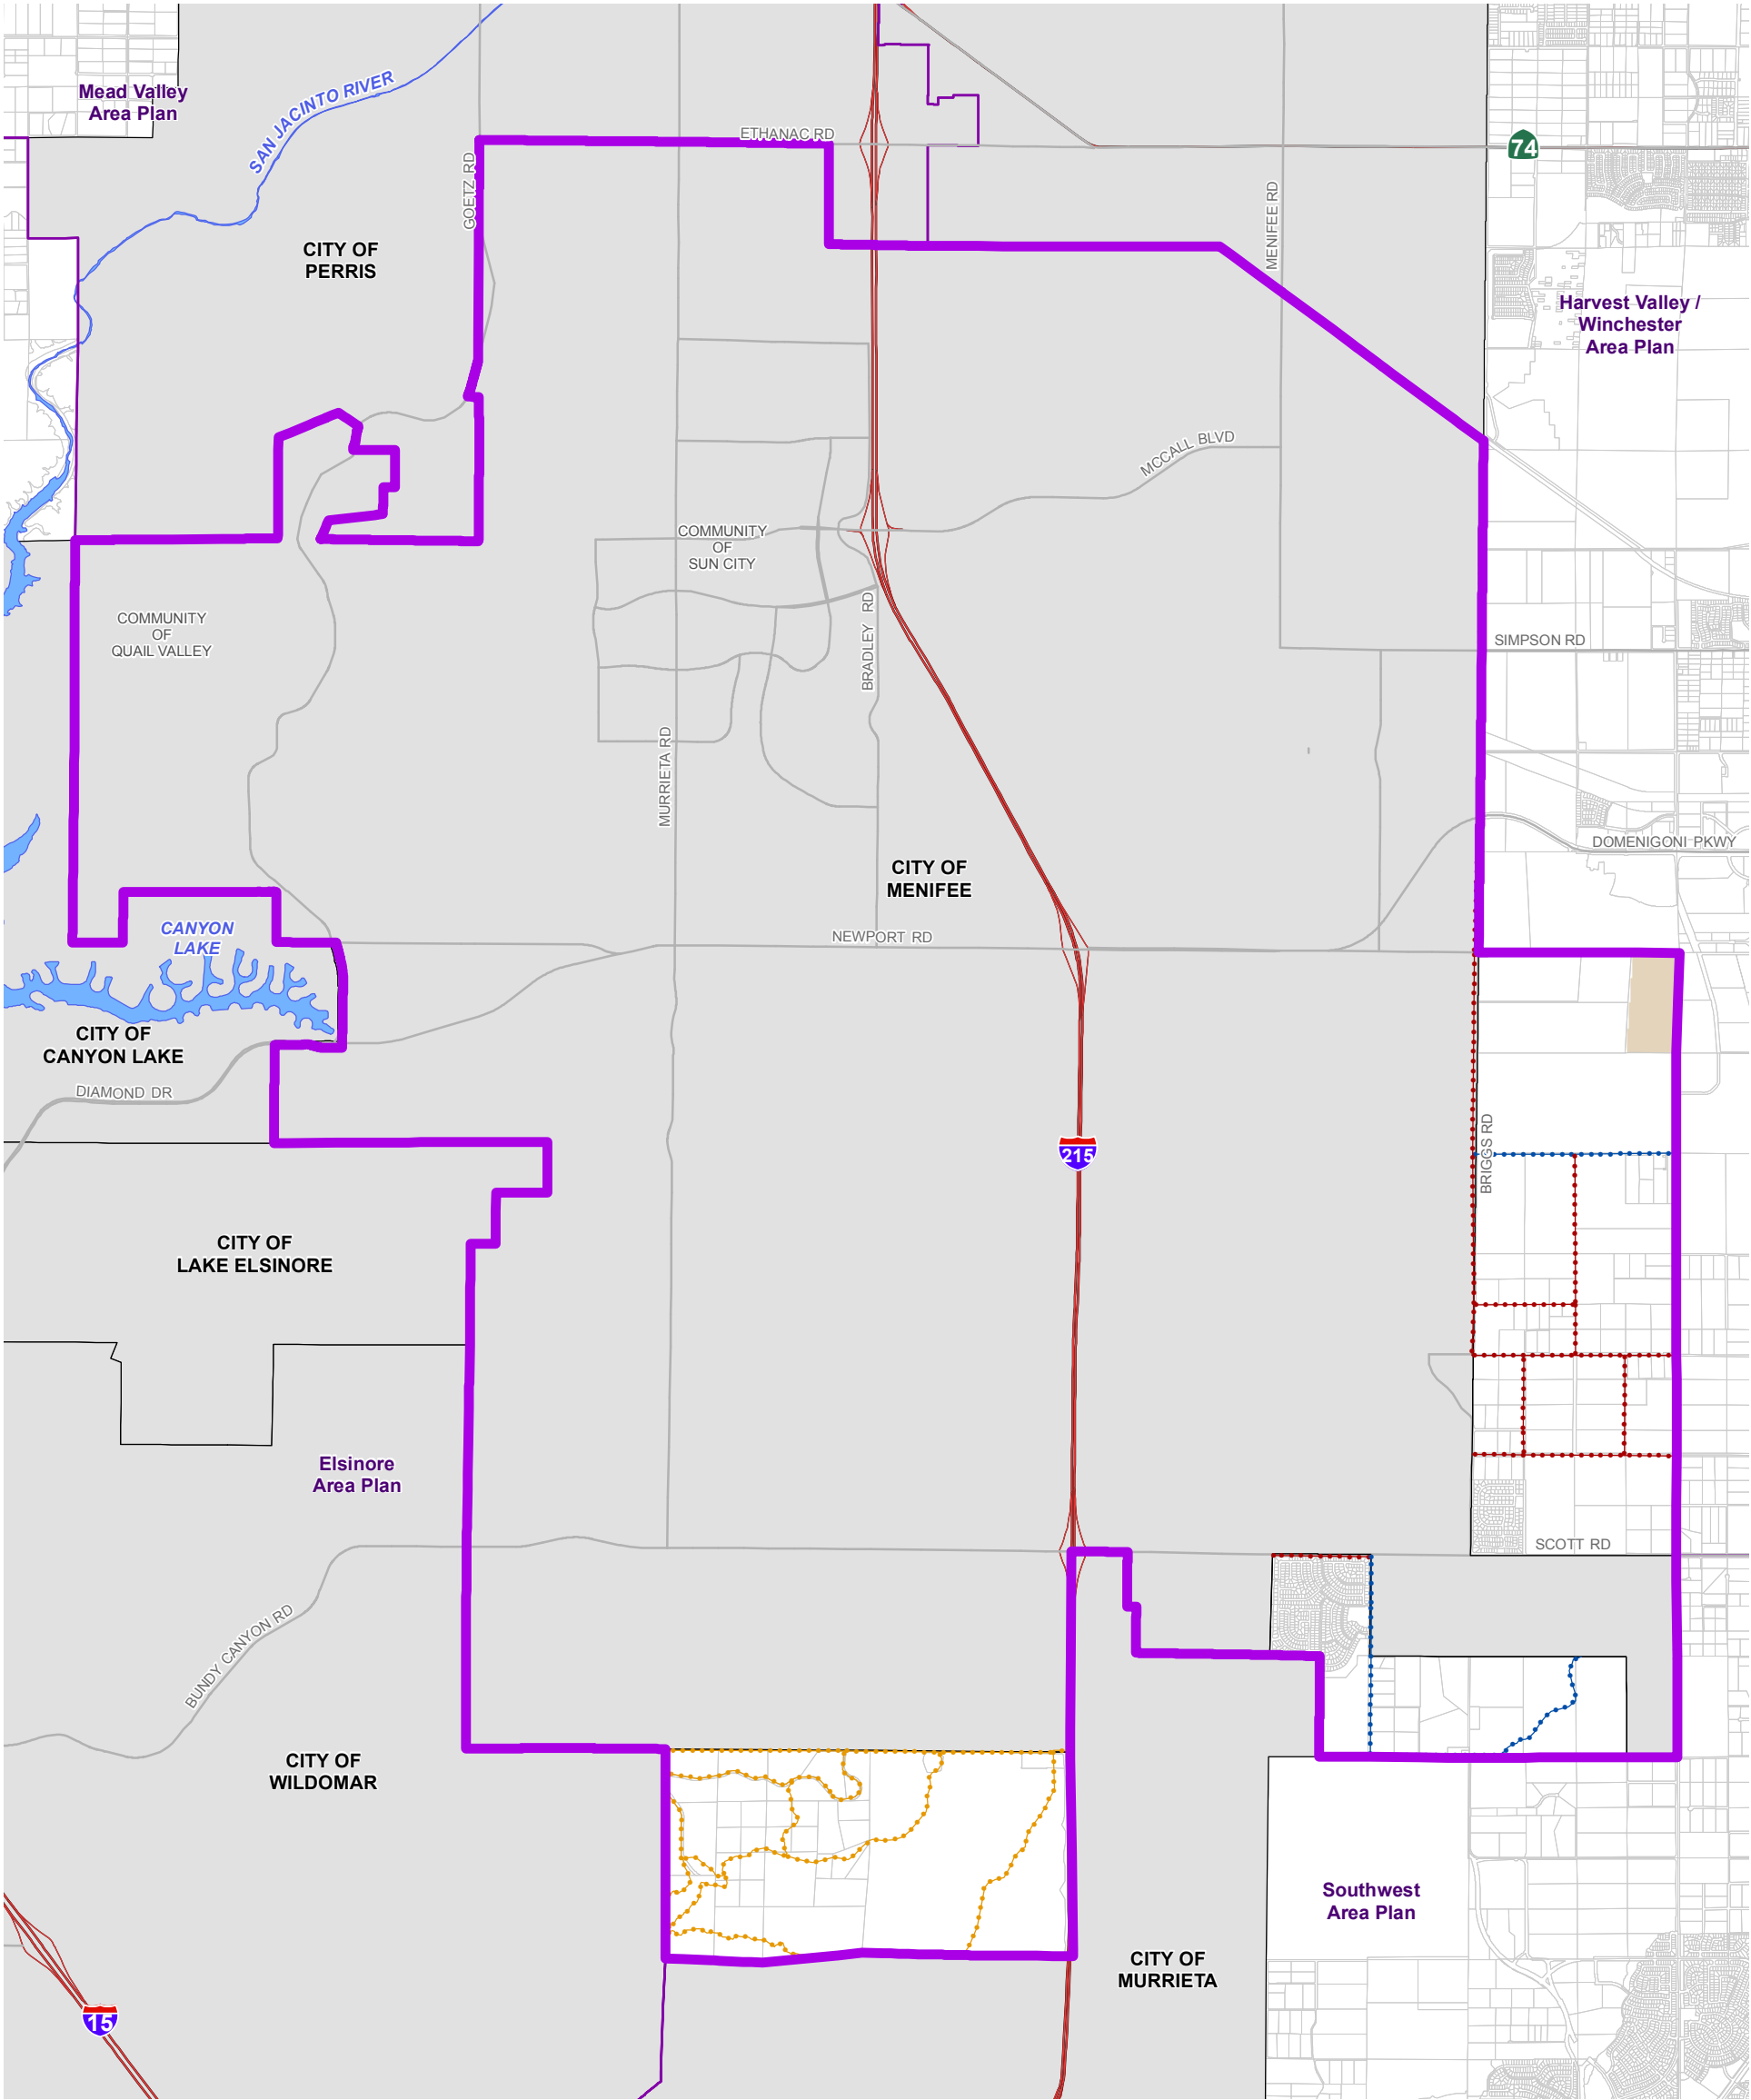 Mead Valley
Area Plan
SAN JACINTO RIVER
ETHANAC RD
74
GOETZ RD
MENIFEE RD
CITY OF
PERRIS
Harvest Valley /
Winchester
Area Plan
MCCALL BLVD
COMMUNITY
OF
SUN CITY
COMMUNITY
OF
QUAIL VALLEY
BRADLEY RD
SIMPSON RD
MURRIETA RD
DOMENIGONI PKWY
CITY OF
MENIFEE
CANYON
LAKE
NEWPORT RD
CITY OF
CANYON LAKE
DIAMOND DR
215
BRIGGS RD
CITY OF
LAKE ELSINORE
Elsinore
Area Plan
SCOTT RD
BUNDY CANYON RD
CITY OF
WILDOMAR
Southwest
Area Plan
CITY OF
MURRIETA
15